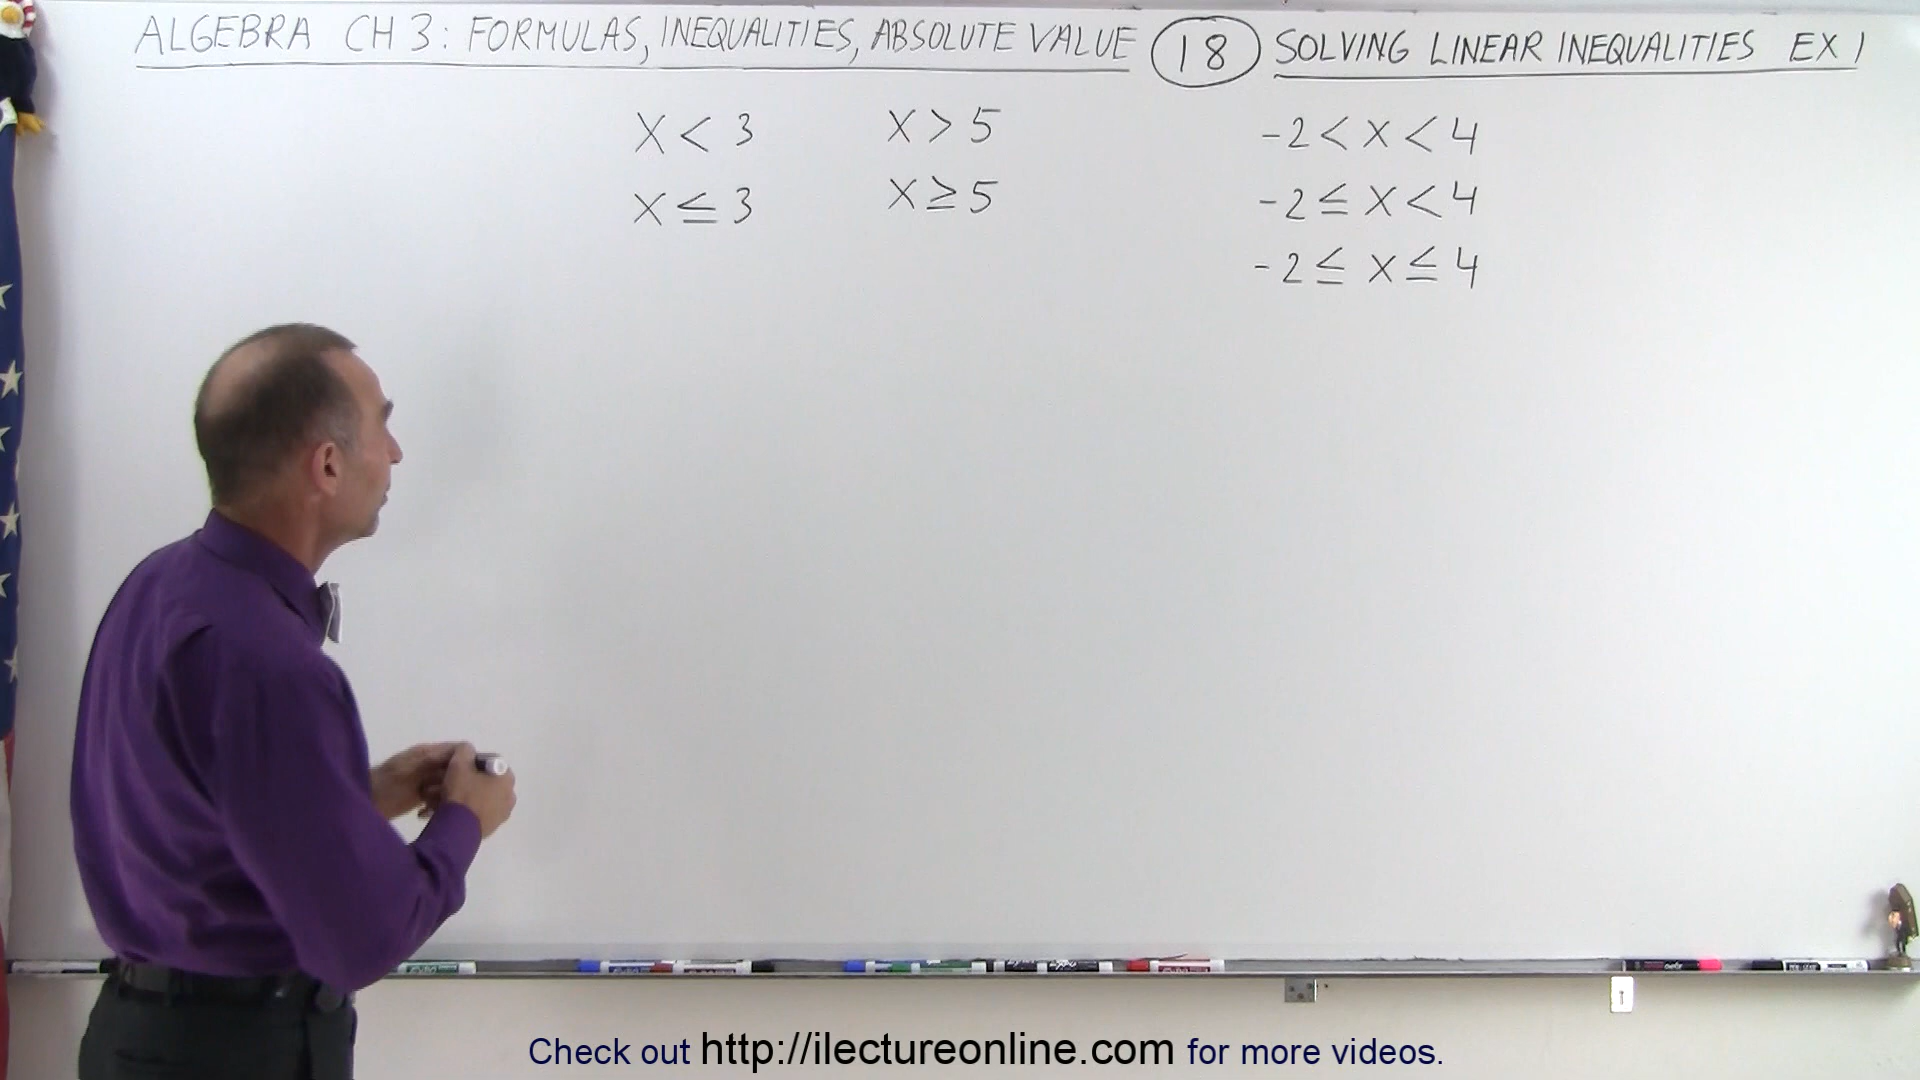 ALGEBRA CH 3: FORMULAS, INEQUALITIES, ABSOLUTE VALUE 18 SOLVING LINEAR INEQUALITIES EX 1
X < 3 X > 5 -2 < X < 4
X ≤ 3 X ≥ 5 -2 ≤ X < 4
-2 ≤ X ≤ 4
Check out http://ilectureonline.com for more videos.